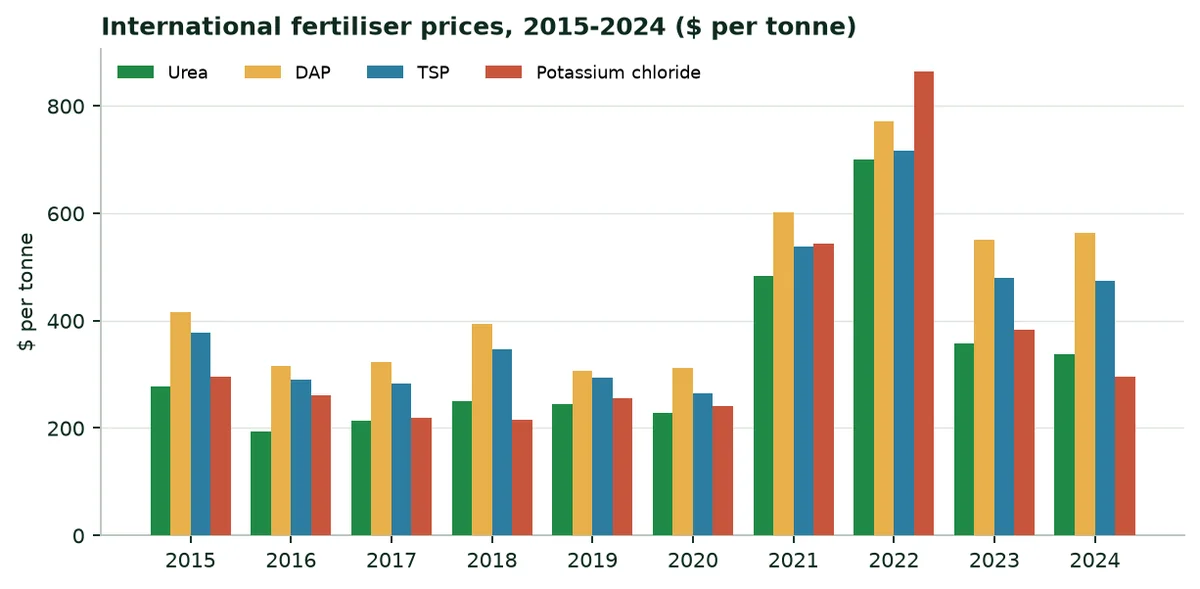 International fertiliser prices, 2015-2024 ($ per tonne)
Urea DAP TSP Potassium chloride
$ per tonne
800
600
400
200
0
2015 2016 2017 2018 2019 2020 2021 2022 2023 2024